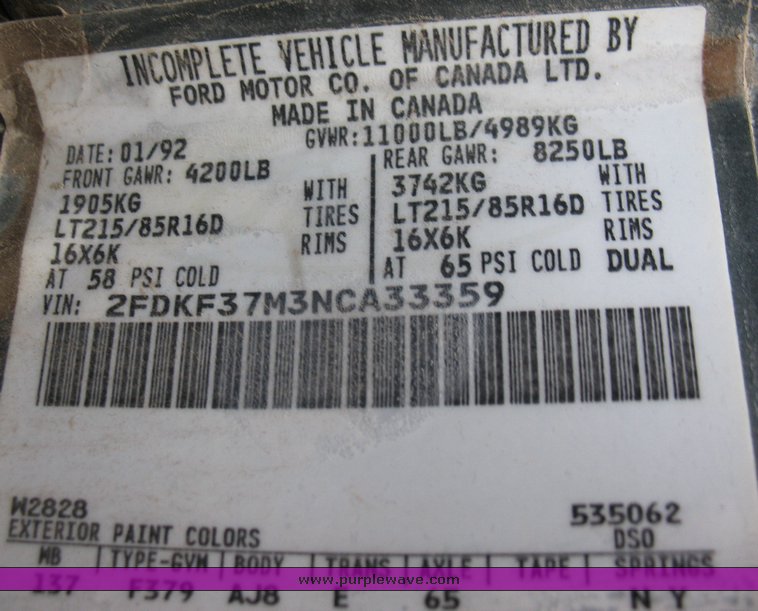 INCOMPLETE VEHICLE MANUFACTURED BY
FORD MOTOR CO. OF CANADA LTD.
MADE IN CANADA
DATE: 01/92 GVWR: 11000LB/4989KG
FRONT GAWR: 4200LB REAR GAWR: 8250LB
1905KG WITH 3742KG WITH
LT215/85R16D TIRES LT215/85R16D TIRES
16X6K RIMS 16X6K RIMS
AT 58 PSI COLD AT 65 PSI COLD DUAL
VIN: 2FDKF37M3NCA33359
W2828 535062
EXTERIOR PAINT COLORS DSO
WB TYPE-GVM BODY TRANS AXLE TAPE SPRINGS
137 F379 AJ8 E 65 N Y
www.purplewave.com